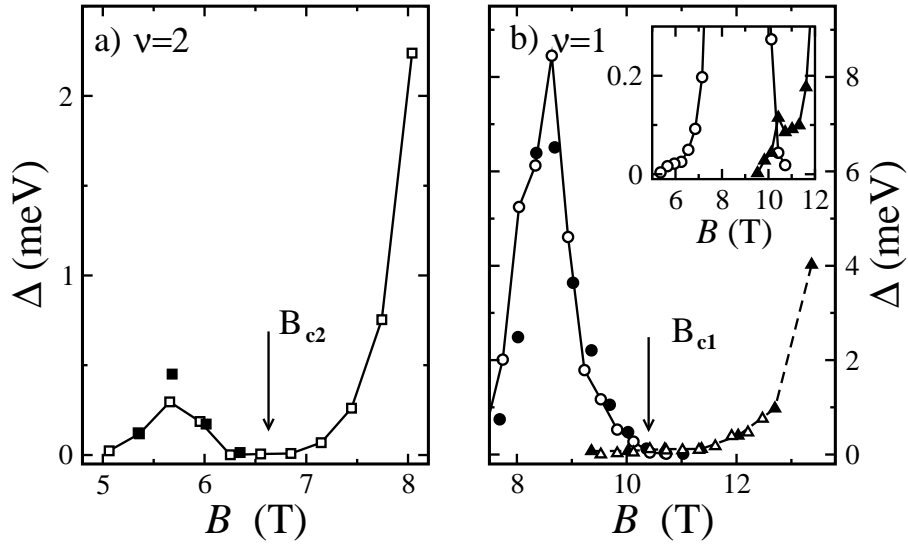 a) ν=2
2
1
0
Δ (meV)
B_c2
5 6 7 8
B (T)
b) ν=1
0.2
0
6 8 10 12
B (T)
8
6
4
2
0
Δ (meV)
B_c1
8 10 12
B (T)